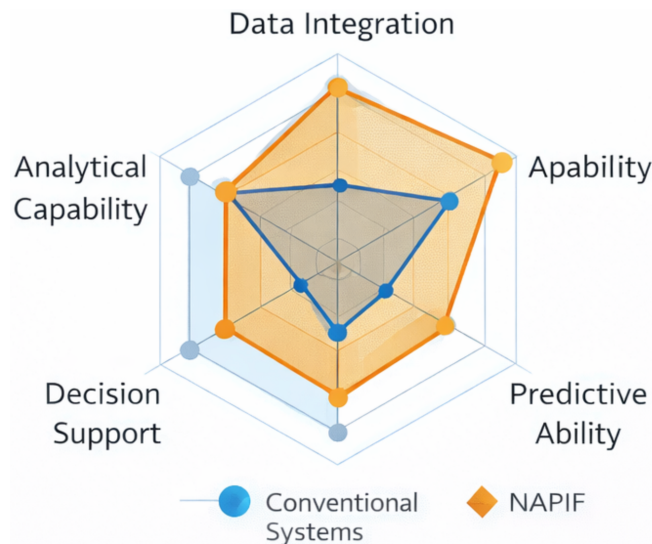 Data Integration
Analytical
Capability
Apability
Decision
Support
Predictive
Ability
Conventional
Systems
NAPIF